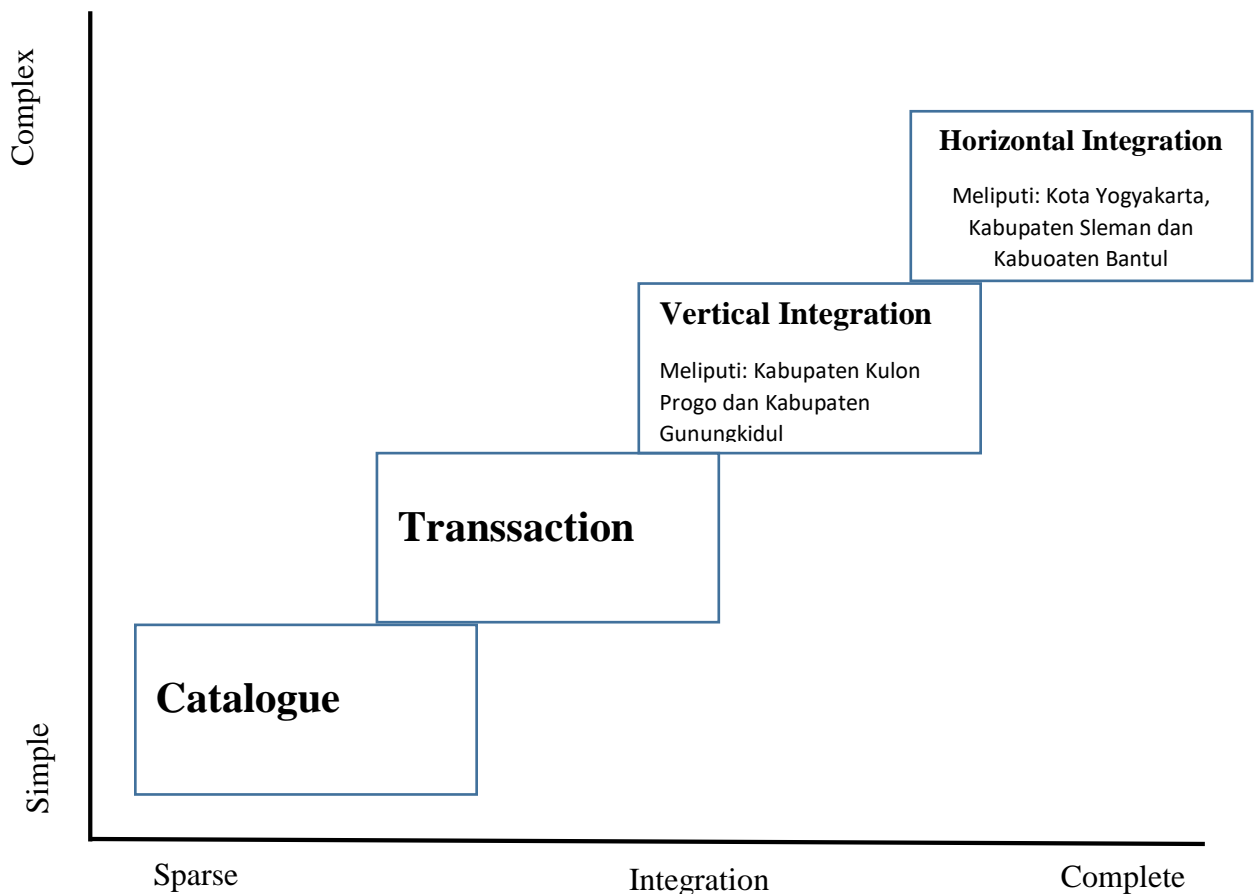 Complex
Horizontal Integration
Meliputi: Kota Yogyakarta,
Kabupaten Sleman dan
Kabuoaten Bantul
Vertical Integration
Meliputi: Kabupaten Kulon
Progo dan Kabupaten
Gunungkidul
Transsaction
Catalogue
Simple
Sparse
Integration
Complete